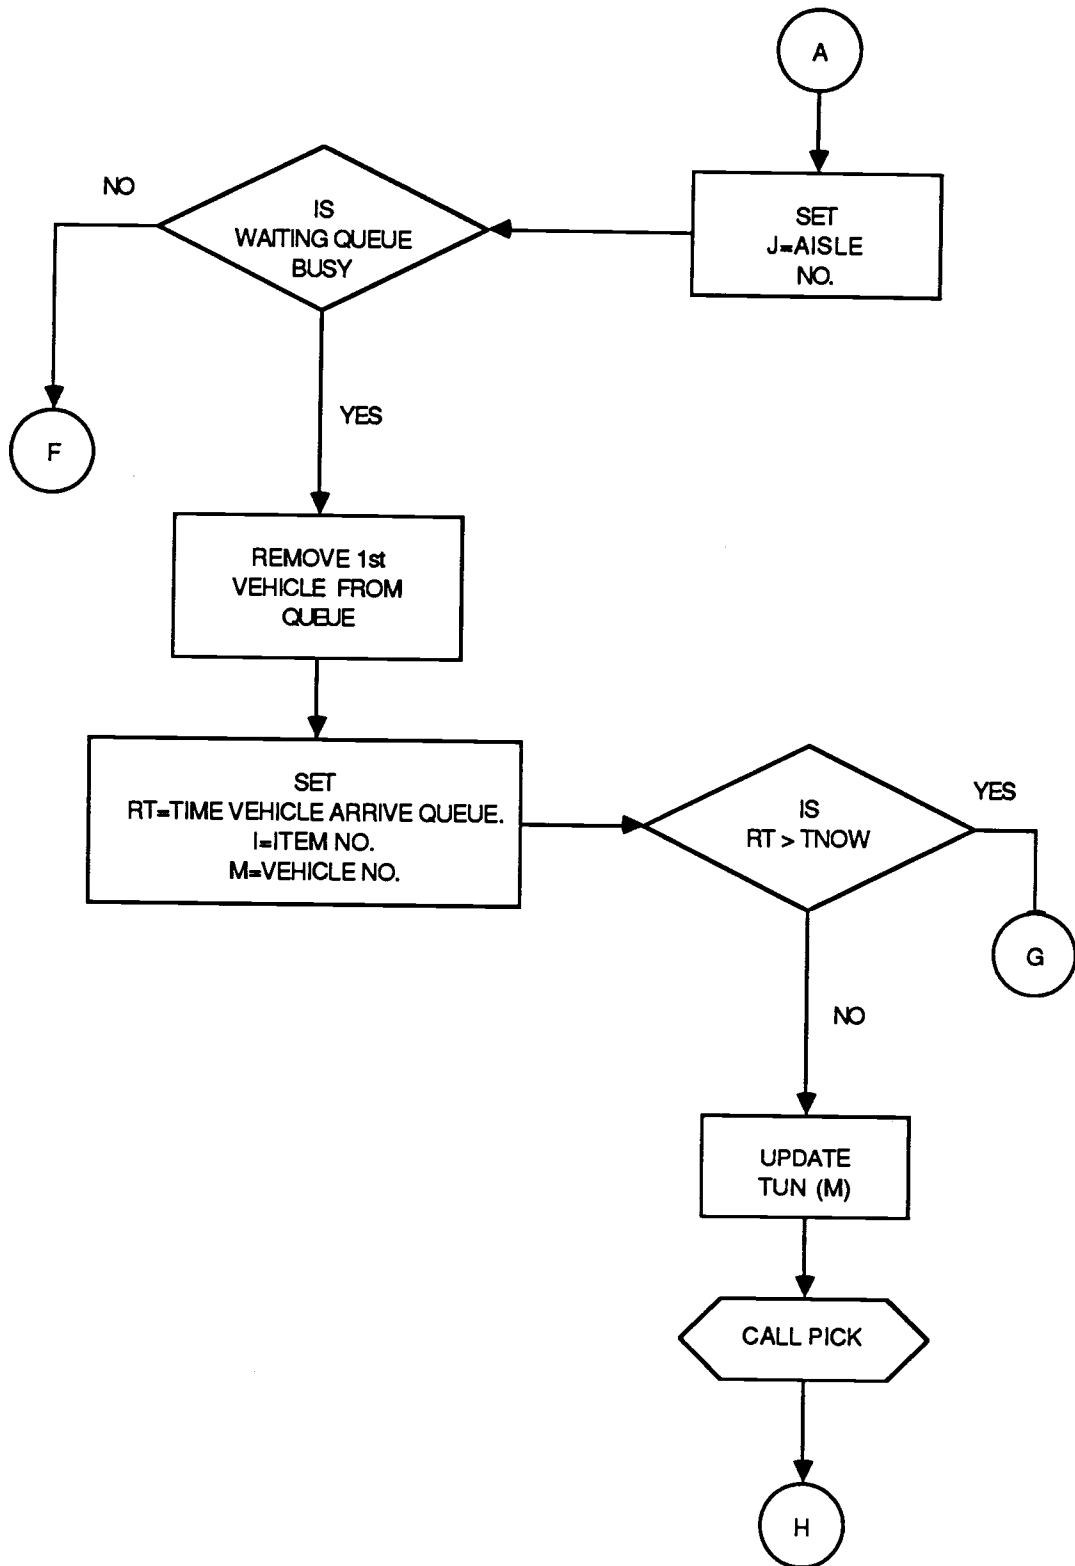 A
SET
J=AISLE
NO.
IS
WAITING QUEUE
BUSY
NO
F
YES
REMOVE 1st
VEHICLE FROM
QUEUE
SET
RT=TIME VEHICLE ARRIVE QUEUE.
I=ITEM NO.
M=VEHICLE NO.
IS
RT > TNOW
YES
G
NO
UPDATE
TUN (M)
CALL PICK
H